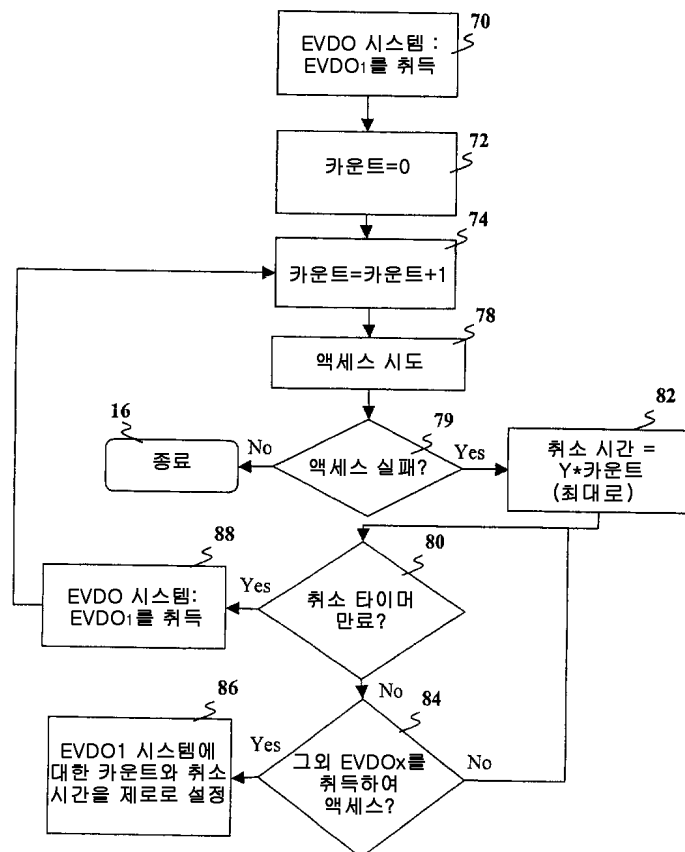 70
EVDO 시스템 :
EVDO1를 취득
72
카운트=0
74
카운트=카운트+1
78
액세스 시도
79
액세스 실패?
No
Yes
16
종료
82
취소 시간 =
Y*카운트
(최대로)
80
취소 타이머
만료?
Yes
No
88
EVDO 시스템:
EVDO1를 취득
84
그외 EVDOx를
취득하여
액세스?
Yes
No
86
EVDO1 시스템에
대한 카운트와 취소
시간을 제로로 설정